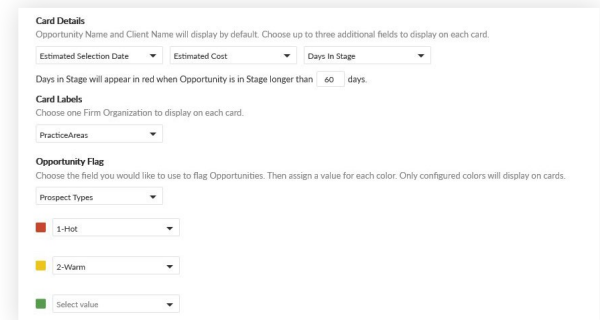 Card Details
Opportunity Name and Client Name will display by default. Choose up to three additional fields to display on each card.
Estimated Selection Date Estimated Cost Days In Stage
Days in Stage will appear in red when Opportunity is in Stage longer than 60 days.
Card Labels
Choose one Firm Organization to display on each card.
PracticeAreas
Opportunity Flag
Choose the field you would like to use to flag Opportunities. Then assign a value for each color. Only configured colors will display on cards.
Prospect Types
1-Hot
2-Warm
Select value